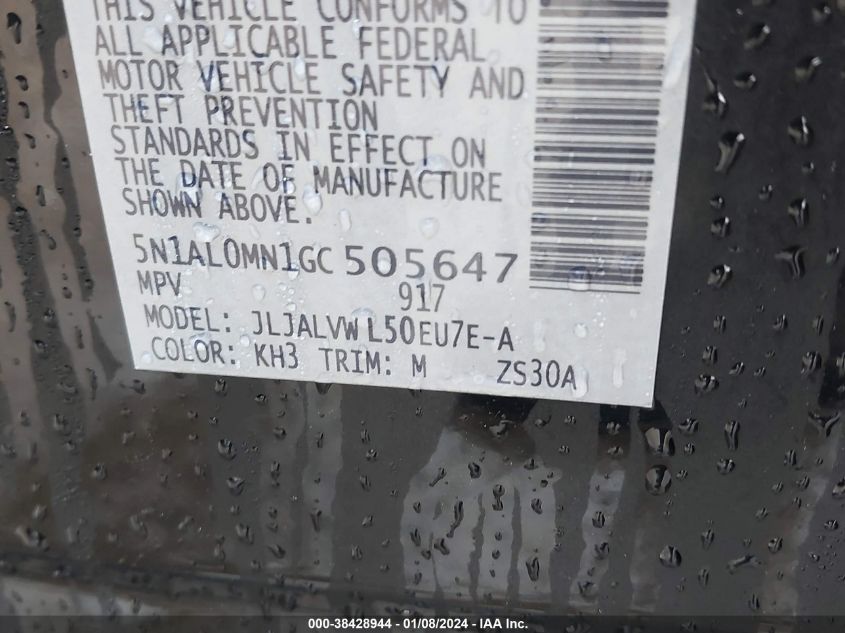 THIS VEHICLE CONFORMS TO
ALL APPLICABLE FEDERAL
MOTOR VEHICLE SAFETY AND
THEFT PREVENTION
STANDARDS IN EFFECT ON
THE DATE OF MANUFACTURE
SHOWN ABOVE.
5N1AL0MN1GC505647
MPV 917
MODEL: JLJALVW L50EU7E-A
COLOR: KH3 TRIM: M ZS30A
000-38428944 - 01/08/2024 - IAA Inc.